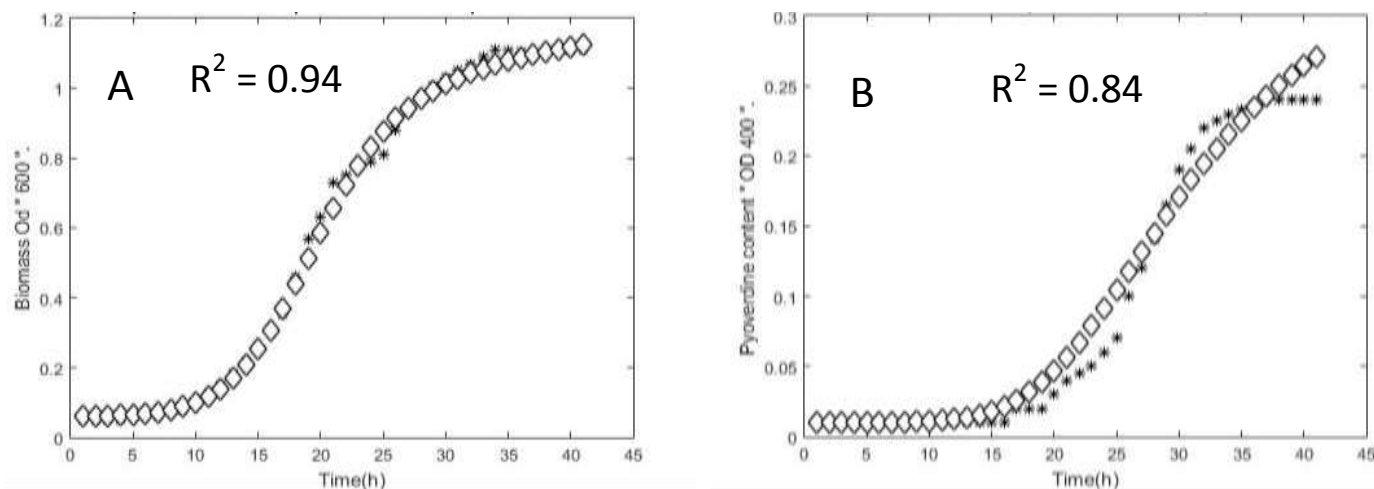 A
R² = 0.94
Biomass Od " 600 ".
0
0.2
0.4
0.6
0.8
1
1.2
0 5 10 15 20 25 30 35 40 45
Time(h)
B
R² = 0.84
Pyoverdine content " OD 400 ".
0
0.05
0.1
0.15
0.2
0.25
0.3
0 5 10 15 20 25 30 35 40 45
Time(h)